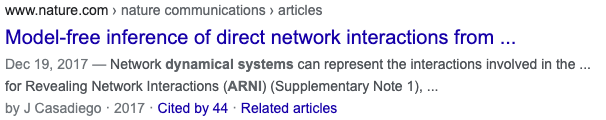 www.nature.com › nature communications › articles
Model-free inference of direct network interactions from ...
Dec 19, 2017 — Network dynamical systems can represent the interactions involved in the ...
for Revealing Network Interactions (ARNI) (Supplementary Note 1), ...
by J Casadiego · 2017 · Cited by 44 · Related articles